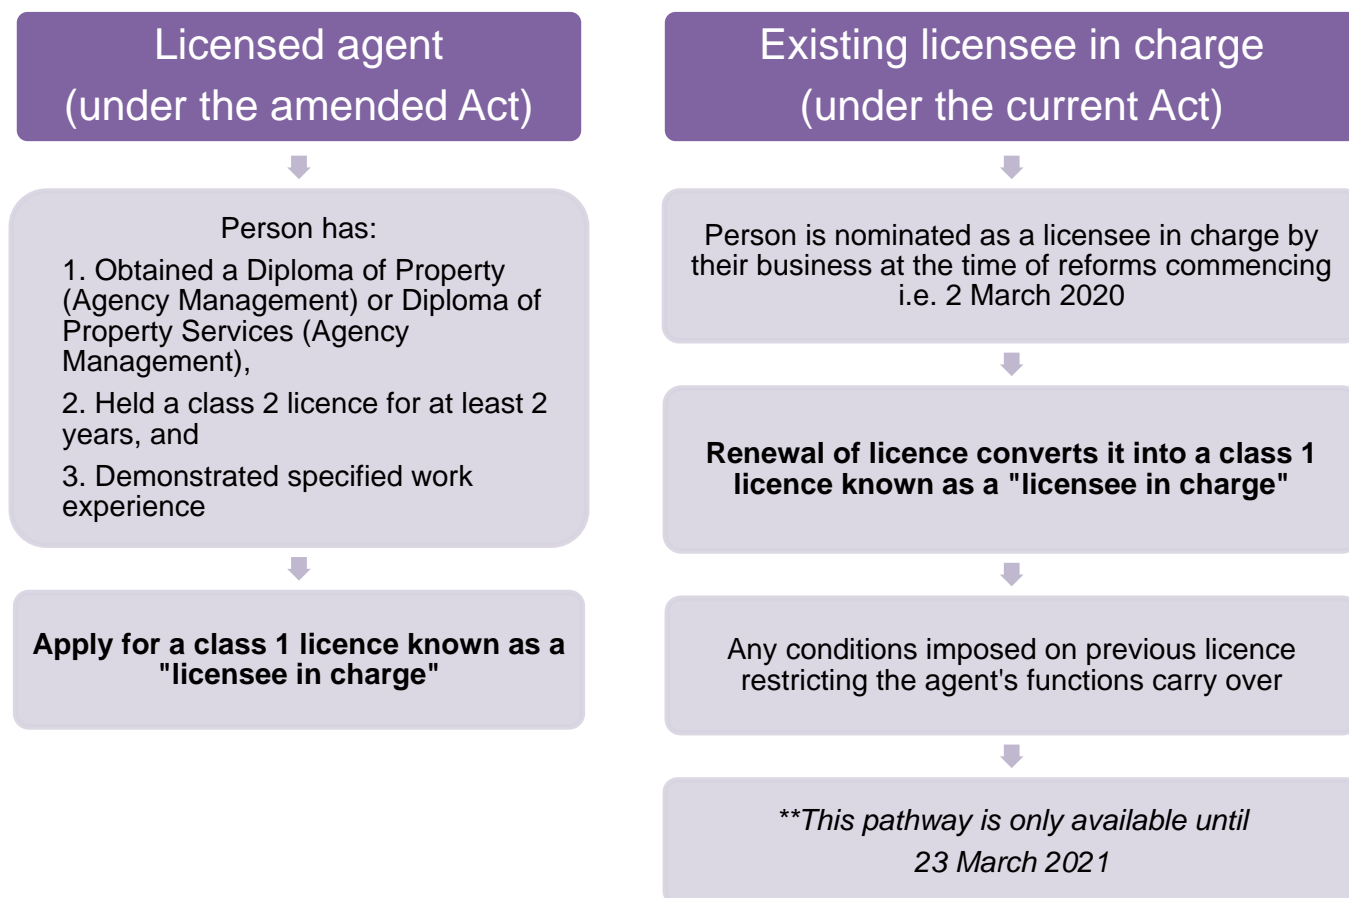 Licensed agent
(under the amended Act)
Person has:
1. Obtained a Diploma of Property
(Agency Management) or Diploma of
Property Services (Agency
Management),
2. Held a class 2 licence for at least 2
years, and
3. Demonstrated specified work
experience
Apply for a class 1 licence known as a
"licensee in charge"
Existing licensee in charge
(under the current Act)
Person is nominated as a licensee in charge by
their business at the time of reforms commencing
i.e. 2 March 2020
Renewal of licence converts it into a class 1
licence known as a "licensee in charge"
Any conditions imposed on previous licence
restricting the agent's functions carry over
**This pathway is only available until
23 March 2021